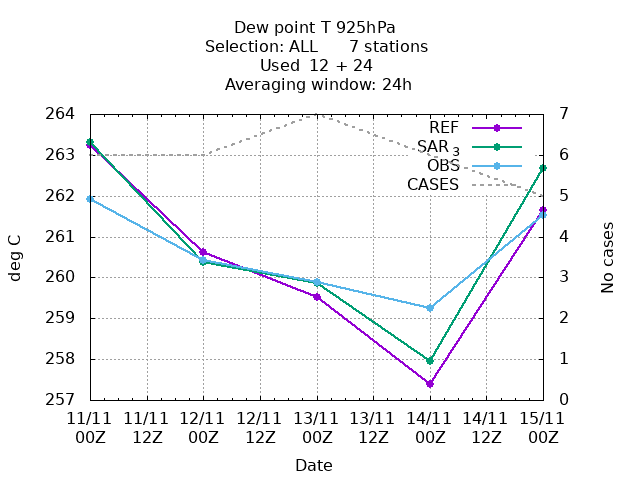 Dew point T 925hPa
Selection: ALL      7 stations
Used  12 + 24
Averaging window: 24h
264
263
262
261
260
259
258
257
deg C
7
6
5
4
3
2
1
0
No cases
REF
SAR 3
OBS
CASES
11/11 11/11 12/11 12/11 13/11 13/11 14/11 14/11 15/11
00Z 12Z 00Z 12Z 00Z 12Z 00Z 12Z 00Z
Date